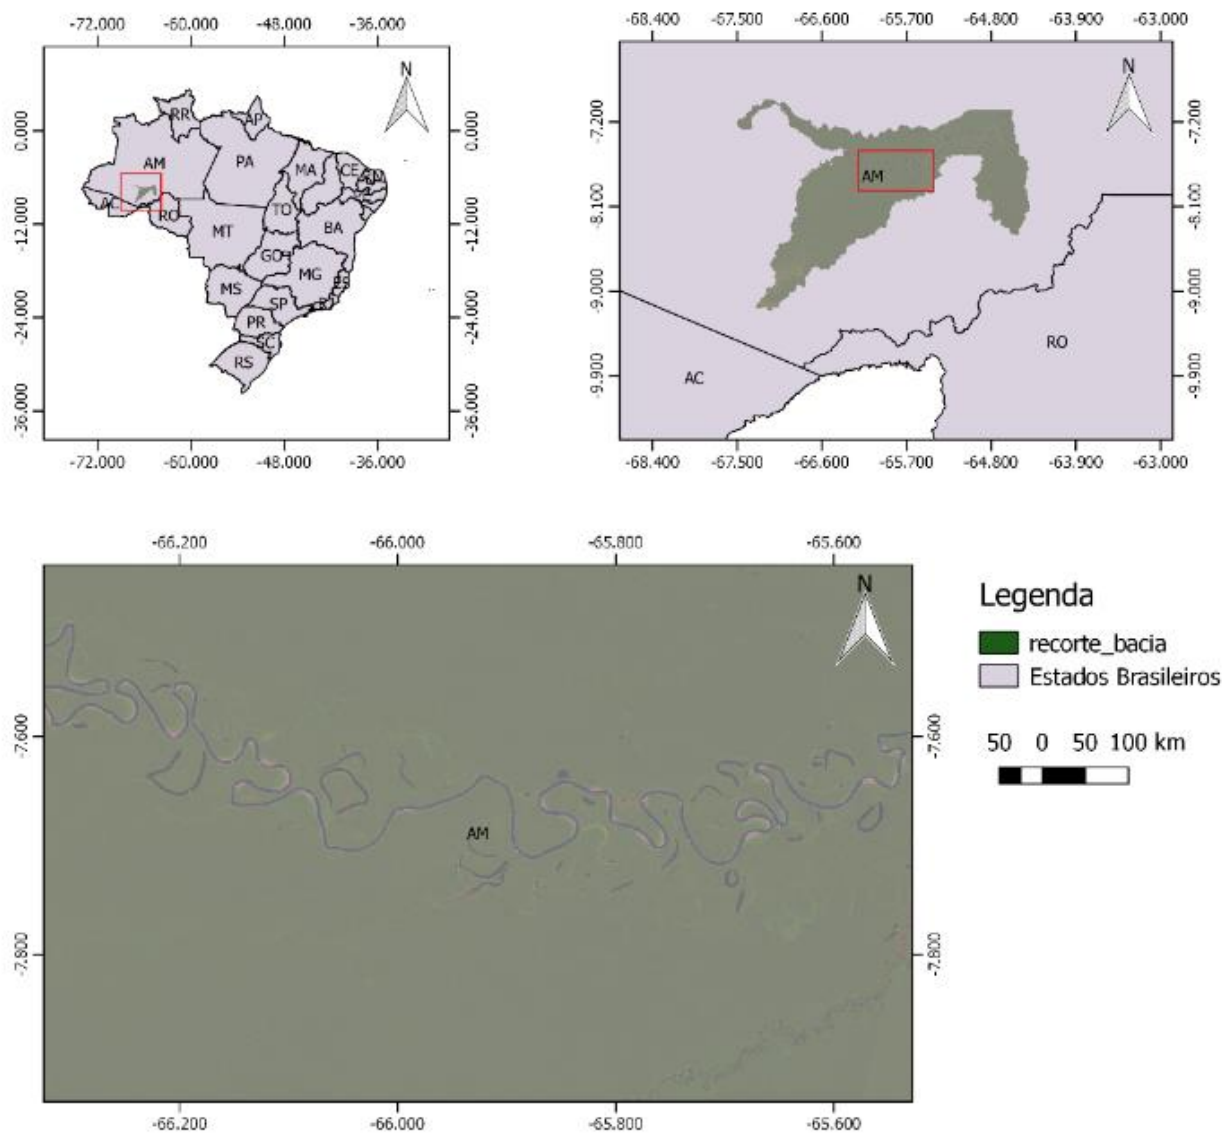 -72.000 -60.000 -48.000 -36.000
-68.400 -67.500 -66.600 -65.700 -64.800 -63.900 -63.000
N
N
0.000
-12.000
-24.000
-36.000
0.000
-12.000
-24.000
-36.000
RR
AP
AM
PA
MA
CE
AC
RO
TO
MT
BA
GO
MG
MS
ES
SP
RJ
PR
SC
RS
-72.000 -60.000 -48.000 -36.000
-7.200
-8.100
-9.000
-9.900
-7.200
-8.100
-9.000
-9.900
AM
RO
AC
-68.400 -67.500 -66.600 -65.700 -64.800 -63.900 -63.000
-66.200 -66.000 -65.800 -65.600
N
-7.600
-7.800
-7.600
-7.800
AM
-66.200 -66.000 -65.800 -65.600
Legenda
recorte_bacia
Estados Brasileiros
50 0 50 100 km